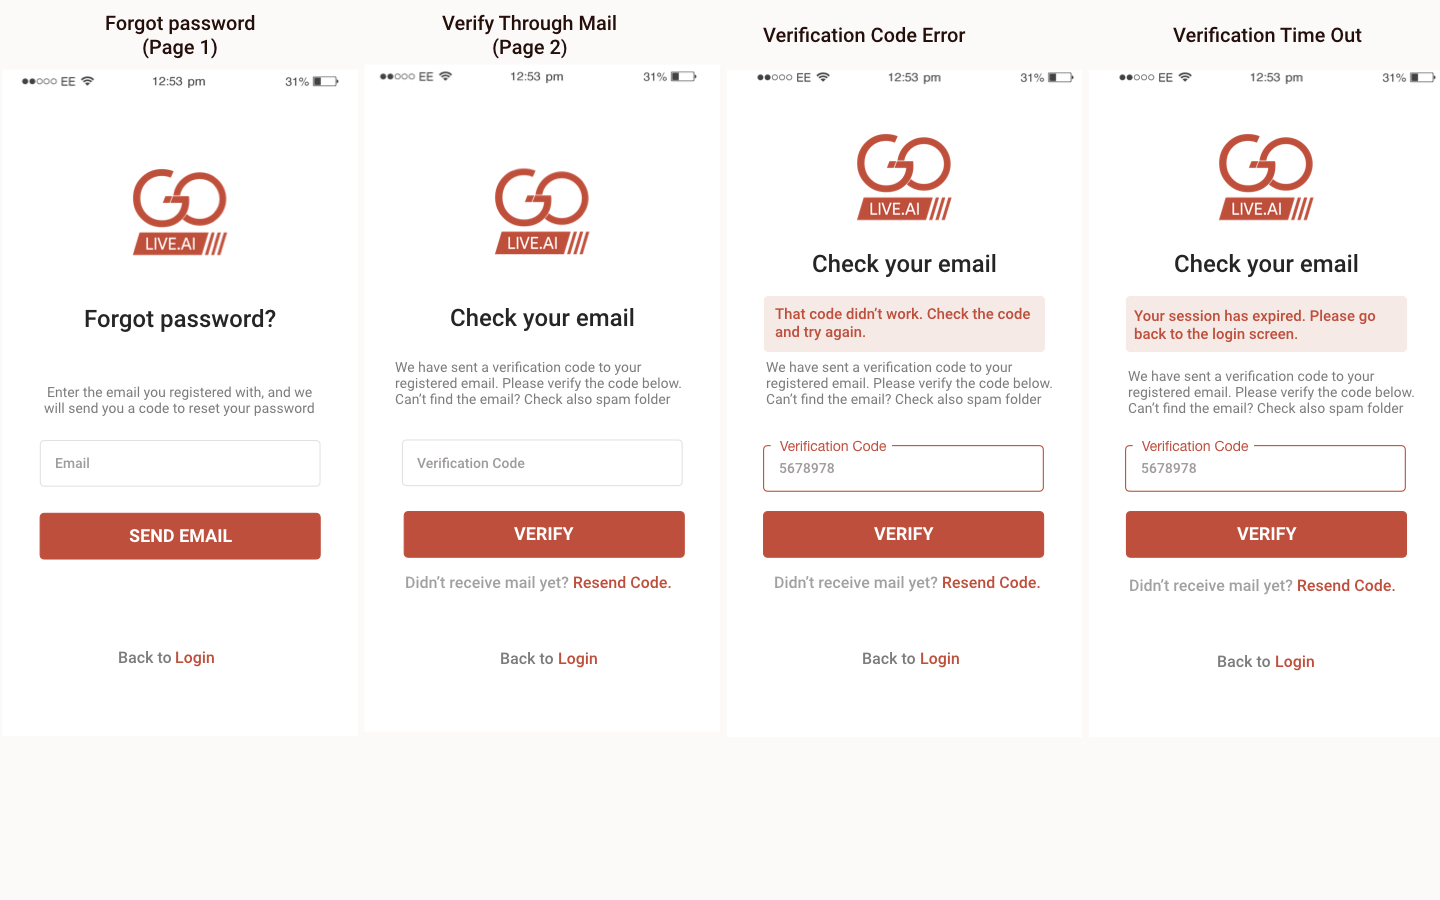 Forgot password
(Page 1)
EE
12:53 pm
31%
GO
LIVE.AI
Forgot password?
Enter the email you registered with, and we
will send you a code to reset your password
Email
SEND EMAIL
Back to Login
Verify Through Mail
(Page 2)
EE
12:53 pm
31%
GO
LIVE.AI
Check your email
We have sent a verification code to your
registered email. Please verify the code below.
Can't find the email? Check also spam folder
Verification Code
VERIFY
Didn't receive mail yet? Resend Code.
Back to Login
Verification Code Error
EE
12:53 pm
31%
GO
LIVE.AI
Check your email
That code didn't work. Check the code
and try again.
We have sent a verification code to your
registered email. Please verify the code below.
Can't find the email? Check also spam folder
Verification Code
5678978
VERIFY
Didn't receive mail yet? Resend Code.
Back to Login
Verification Time Out
EE
12:53 pm
31%
GO
LIVE.AI
Check your email
Your session has expired. Please go
back to the login screen.
We have sent a verification code to your
registered email. Please verify the code below.
Can't find the email? Check also spam folder
Verification Code
5678978
VERIFY
Didn't receive mail yet? Resend Code.
Back to Login